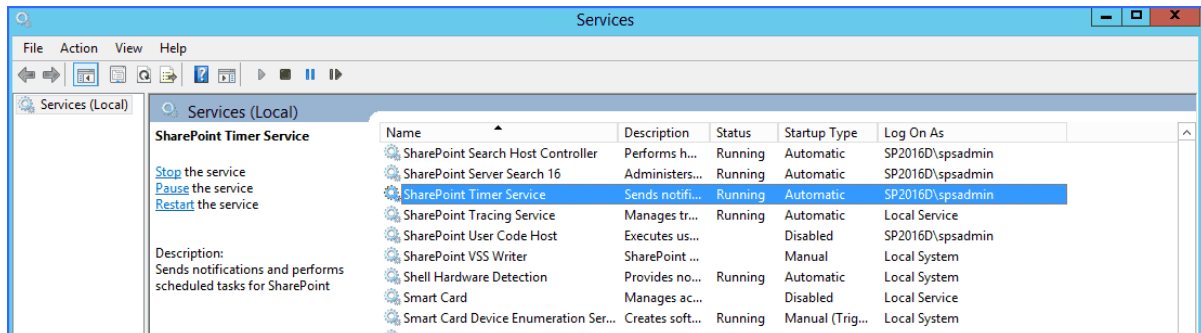 Services
File Action View Help
Services (Local)
Services (Local)
SharePoint Timer Service
Stop the service
Pause the service
Restart the service
Description:
Sends notifications and performs
scheduled tasks for SharePoint
Name Description Status Startup Type Log On As
SharePoint Search Host Controller Performs h... Running Automatic SP2016D\spsadmin
SharePoint Server Search 16 Administers... Running Automatic SP2016D\spsadmin
SharePoint Timer Service Sends notifi... Running Automatic SP2016D\spsadmin
SharePoint Tracing Service Manages tr... Running Automatic Local Service
SharePoint User Code Host Executes us... Disabled SP2016D\spsadmin
SharePoint VSS Writer SharePoint ... Manual Local System
Shell Hardware Detection Provides no... Running Automatic Local System
Smart Card Manages ac... Disabled Local Service
Smart Card Device Enumeration Ser... Creates soft... Running Manual (Trig... Local System